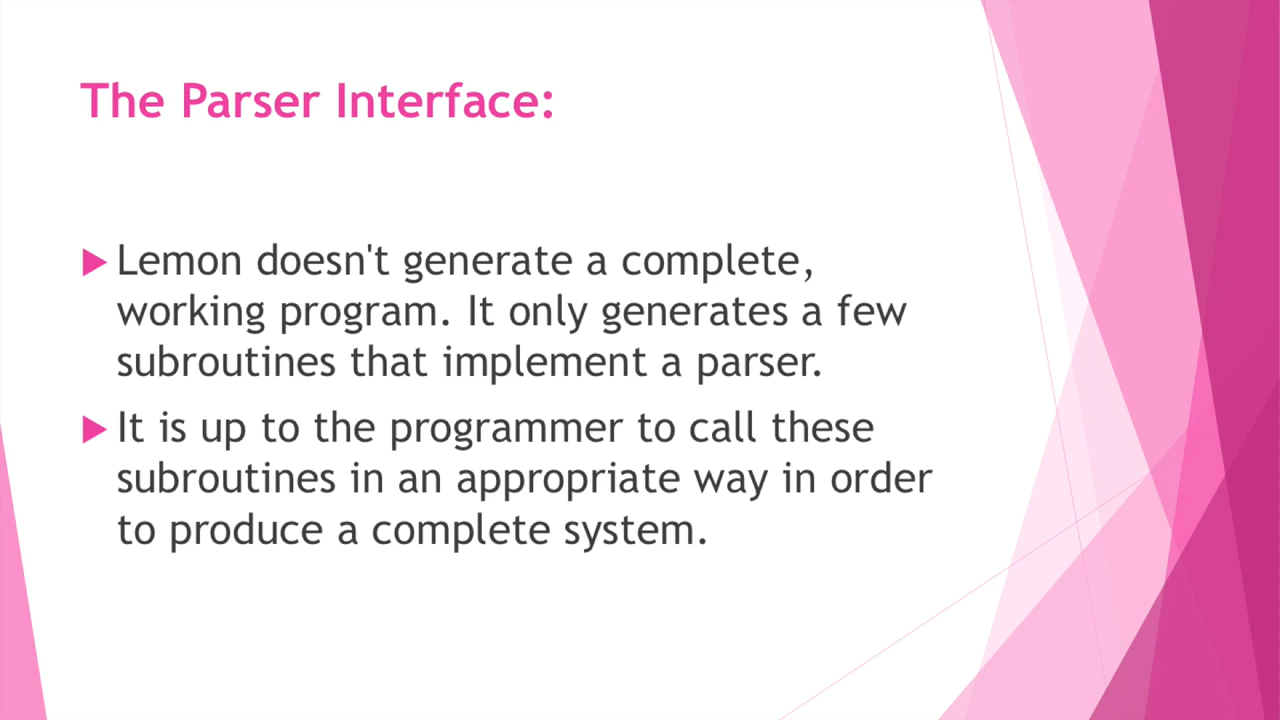 The Parser Interface:
Lemon doesn't generate a complete,
working program. It only generates a few
subroutines that implement a parser.
It is up to the programmer to call these
subroutines in an appropriate way in order
to produce a complete system.